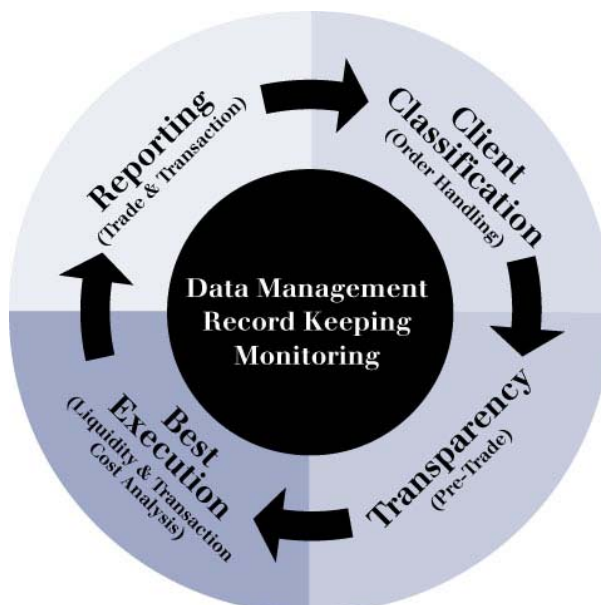 Reporting
(Trade & Transaction)
Client
Classification
(Order Handling)
Data Management
Record Keeping
Monitoring
Best
Execution
(Liquidity & Transaction
Cost Analysis)
Transparency
(Pre-Trade)